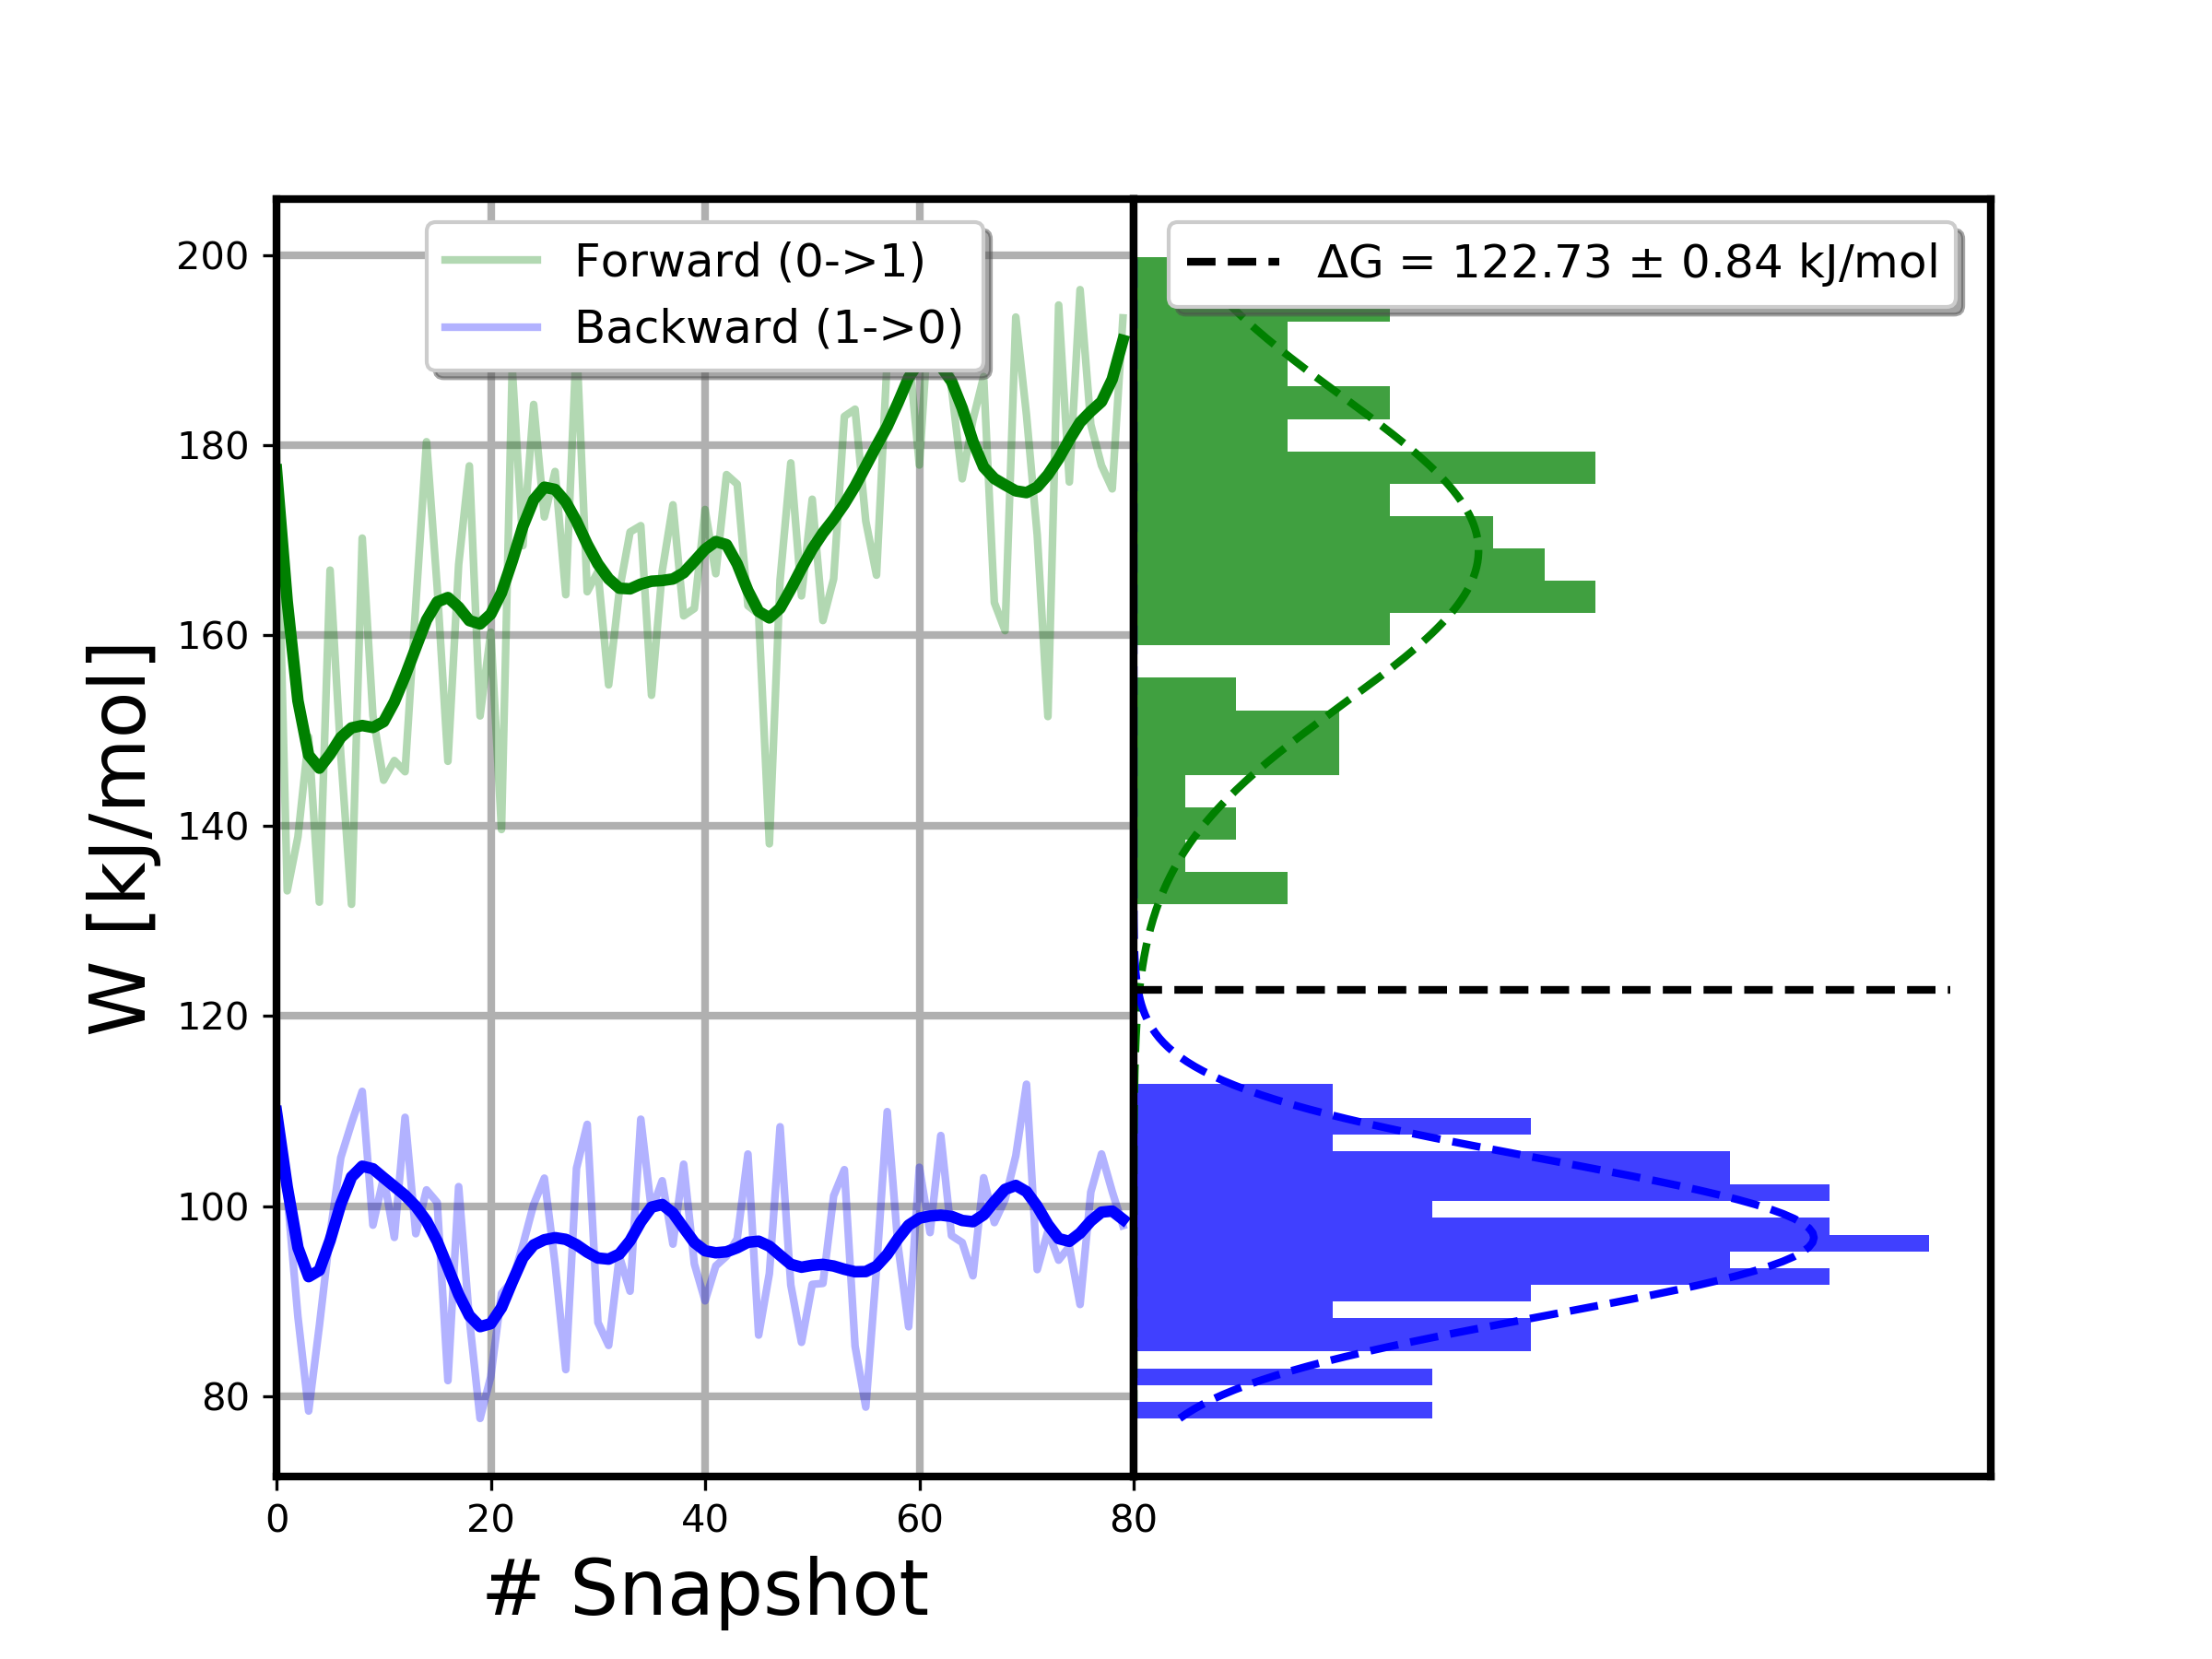 Forward (0->1)
Backward (1->0)
ΔG = 122.73 ± 0.84 kJ/mol
W [kJ/mol]
200
180
160
140
120
100
80
0 20 40 60 80
# Snapshot